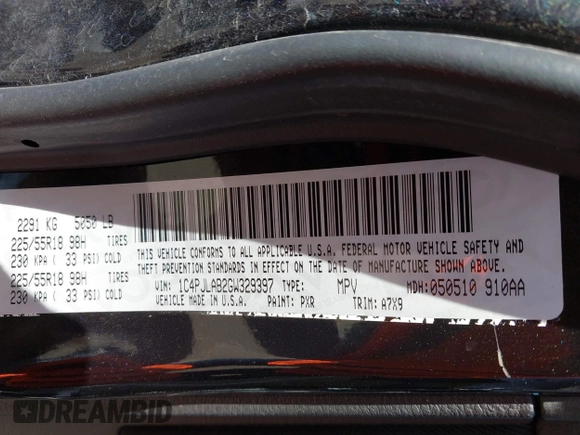 2291 KG 5050 LB
225/55R18 98H TIRES
230 KPA ( 33 PSI) COLD
225/55R18 98H TIRES
230 KPA ( 33 PSI) COLD
THIS VEHICLE CONFORMS TO ALL APPLICABLE U.S.A. FEDERAL MOTOR VEHICLE SAFETY AND
THEFT PREVENTION STANDARDS IN EFFECT ON THE DATE OF MANUFACTURE SHOWN ABOVE.
VIN: 1C4PJLAB2GW329397 TYPE: MPV MDH: 050510 910AA
VEHICLE MADE IN U.S.A. PAINT: PXR TRIM: A7X9
DREAMBID